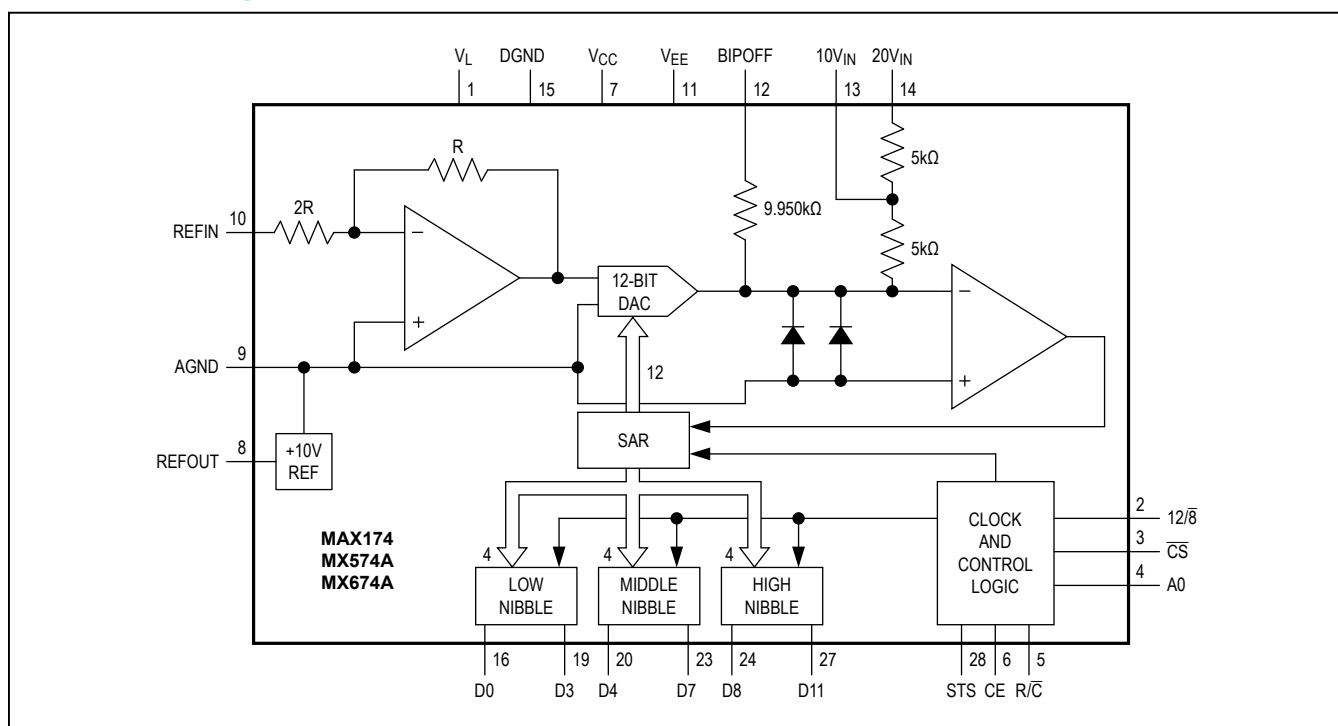 VL DGND VCC VEE BIPOFF 10VIN 20VIN
1 15 7 11 12 13 14
R 5kΩ
2R 9.950kΩ
10
REFIN
− 5kΩ
12-BIT
DAC
−
+
9
AGND
12
+
8
REFOUT
+10V
REF
SAR
MAX174
MX574A
MX674A
4 4 4
LOW
NIBBLE
MIDDLE
NIBBLE
HIGH
NIBBLE
CLOCK
AND
CONTROL
LOGIC
2
12/8̅
3
C̅S̅
4
A0
16 19 20 23 24 27 28 6 5
D0 D3 D4 D7 D8 D11 STS CE R/C̅